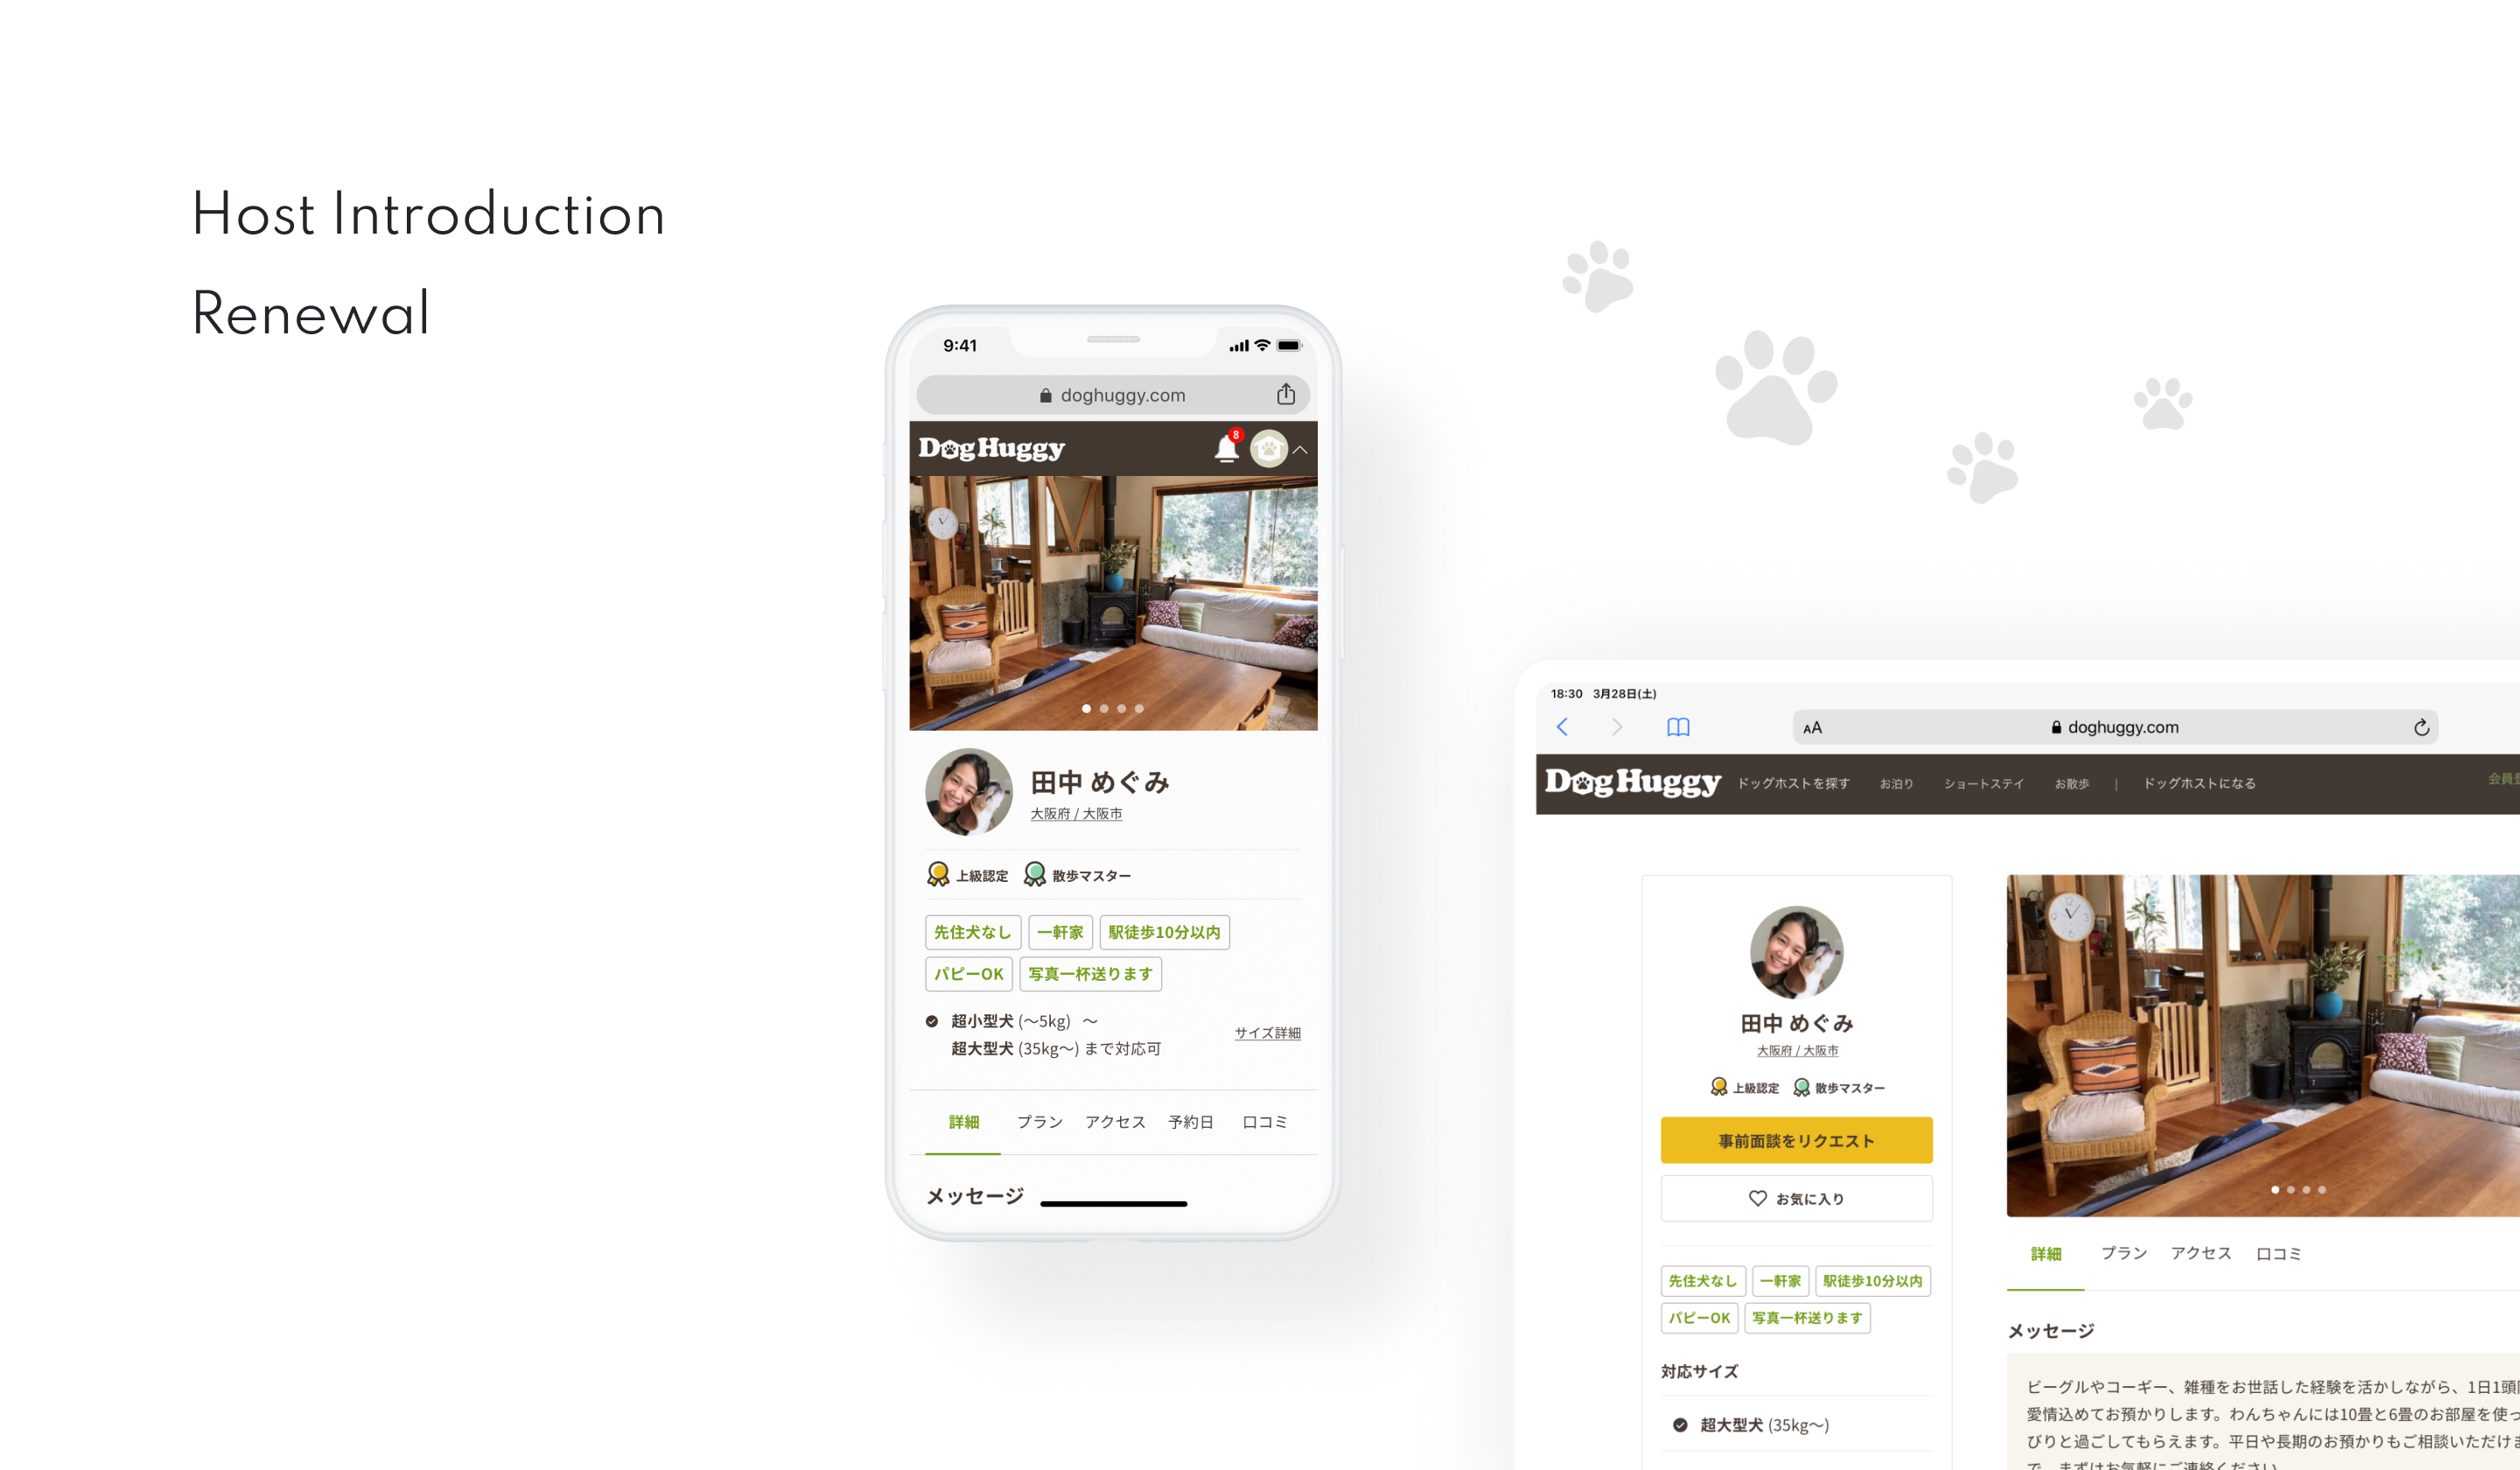 Host Introduction
Renewal
9:41
doghuggy.com
DogHuggy
8
田中 めぐみ
大阪府 / 大阪市
上級認定 散歩マスター
先住犬なし 一軒家 駅徒歩10分以内
パピーOK 写真一杯送ります
超小型犬 (〜5kg) 〜
超大型犬 (35kg〜) まで対応可
サイズ詳細
詳細 プラン アクセス 予約日 口コミ
メッセージ
18:30 3月28日(土)
AA doghuggy.com
DogHuggy ドッグホストを探す お泊り ショートステイ お散歩 | ドッグホストになる 会員
田中 めぐみ
大阪府 / 大阪市
上級認定 散歩マスター
事前面談をリクエスト
お気に入り
先住犬なし 一軒家 駅徒歩10分以内
パピーOK 写真一杯送ります
対応サイズ
超大型犬 (35kg〜)
詳細 プラン アクセス 口コミ
メッセージ
ビーグルやコーギー、雑種をお世話した経験を活かしながら、1日1頭
愛情込めてお預かりします。わんちゃんには10畳と6畳のお部屋を使っ
びりと過ごしてもらえます。平日や長期のお預かりもご相談いただけま
で、まずはお気軽にご連絡ください。